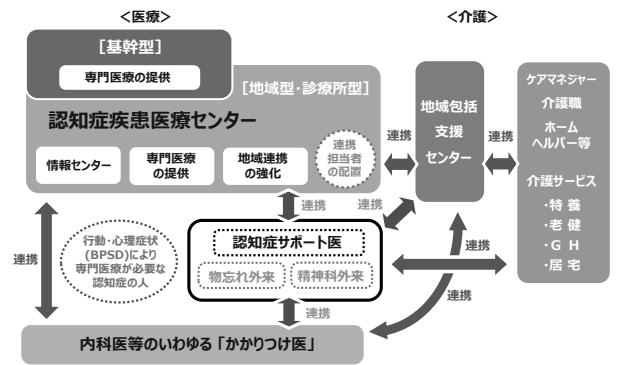 ＜医療＞
＜介護＞
［基幹型］
専門医療の提供
［地域型・診療所型］
認知症疾患医療センター
情報センター
専門医療
の提供
地域連携
の強化
連携
担当者
の配置
連携
地域包括
支援
センター
連携
ケアマネジャー
介護職
ホーム
ヘルパー等
介護サービス
・特 養
・老 健
・G H
・居 宅
連携
連携
連携
行動・心理症状
(BPSD)により
専門医療が必要な
認知症の人
認知症サポート医
物忘れ外来
精神科外来
連携
連携
連携
内科医等のいわゆる「かかりつけ医」